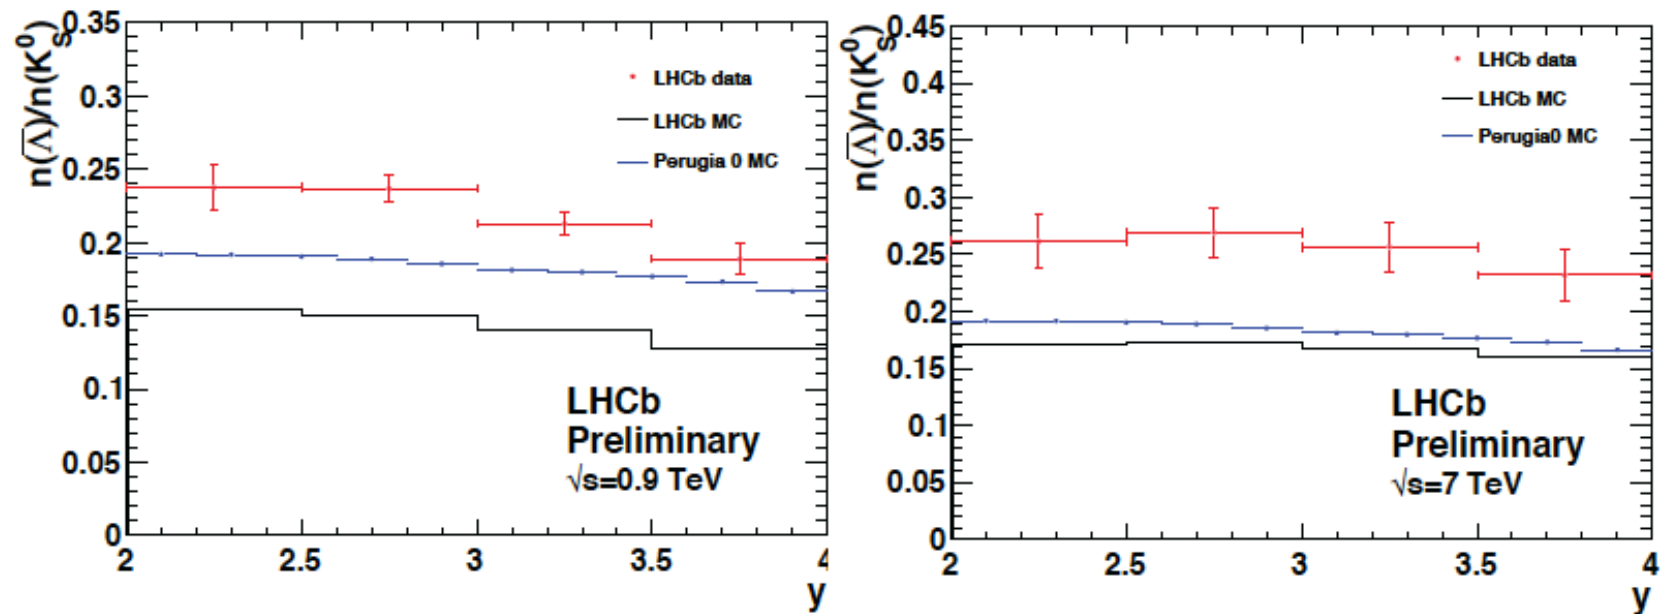 n(Λ̅)/n(K⁰ₛ)
0.35
0.3
0.25
0.2
0.15
0.1
0.05
0
LHCb data
LHCb MC
Perugia 0 MC
LHCb
Preliminary
√s=0.9 TeV
2 2.5 3 3.5 4
y
n(Λ̅)/n(K⁰ₛ)
0.45
0.4
0.35
0.3
0.25
0.2
0.15
0.1
0.05
0
LHCb data
LHCb MC
Perugia0 MC
LHCb
Preliminary
√s=7 TeV
2 2.5 3 3.5 4
y